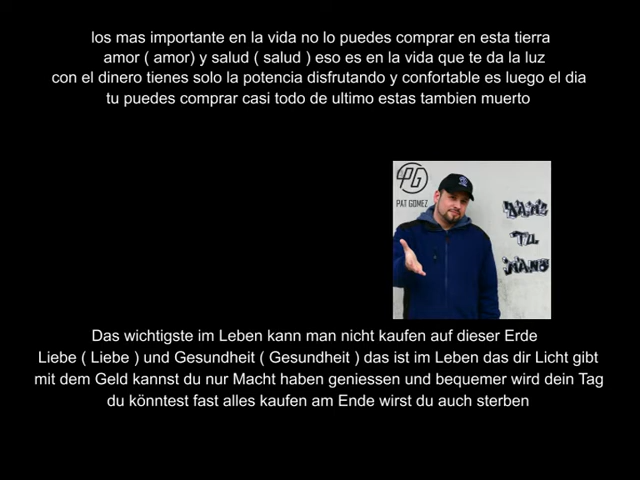 los mas importante en la vida no lo puedes comprar en esta tierra
amor ( amor) y salud ( salud ) eso es en la vida que te da la luz
con el dinero tienes solo la potencia disfrutando y confortable es luego el dia
tu puedes comprar casi todo de ultimo estas tambien muerto
PG
PAT GOMEZ
DAME
TU
MANO
Das wichtigste im Leben kann man nicht kaufen auf dieser Erde
Liebe ( Liebe ) und Gesundheit ( Gesundheit ) das ist im Leben das dir Licht gibt
mit dem Geld kannst du nur Macht haben geniessen und bequemer wird dein Tag
du könntest fast alles kaufen am Ende wirst du auch sterben